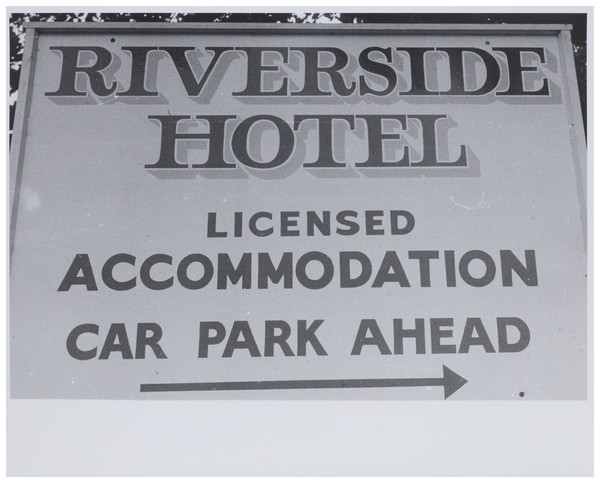 RIVERSIDE
HOTEL
LICENSED
ACCOMMODATION
CAR PARK AHEAD